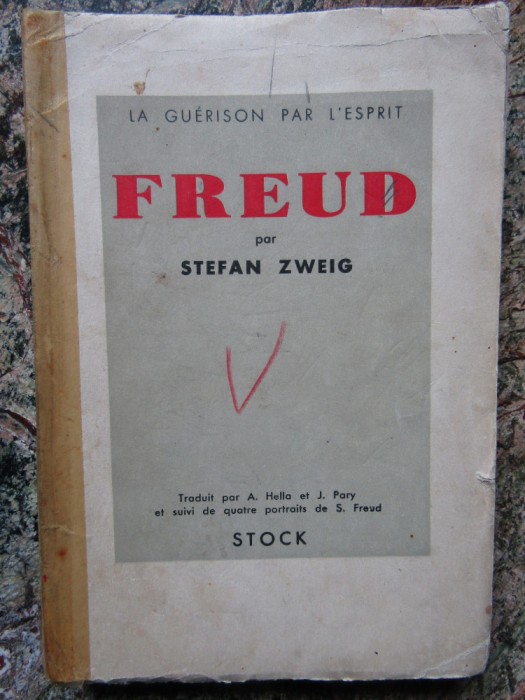 LA GUÉRISON PAR L'ESPRIT
FREUD
par
STEFAN ZWEIG
Traduit par A. Hella et J. Pary
et suivi de quatre portraits de S. Freud
STOCK